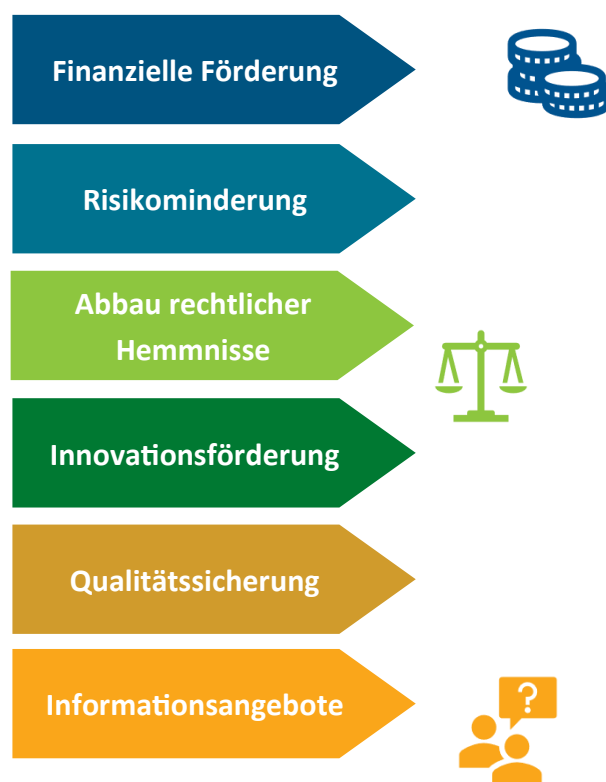 Finanzielle Förderung
Risikominderung
Abbau rechtlicher
Hemmnisse
Innovationsförderung
Qualitätssicherung
Informationsangebote
?